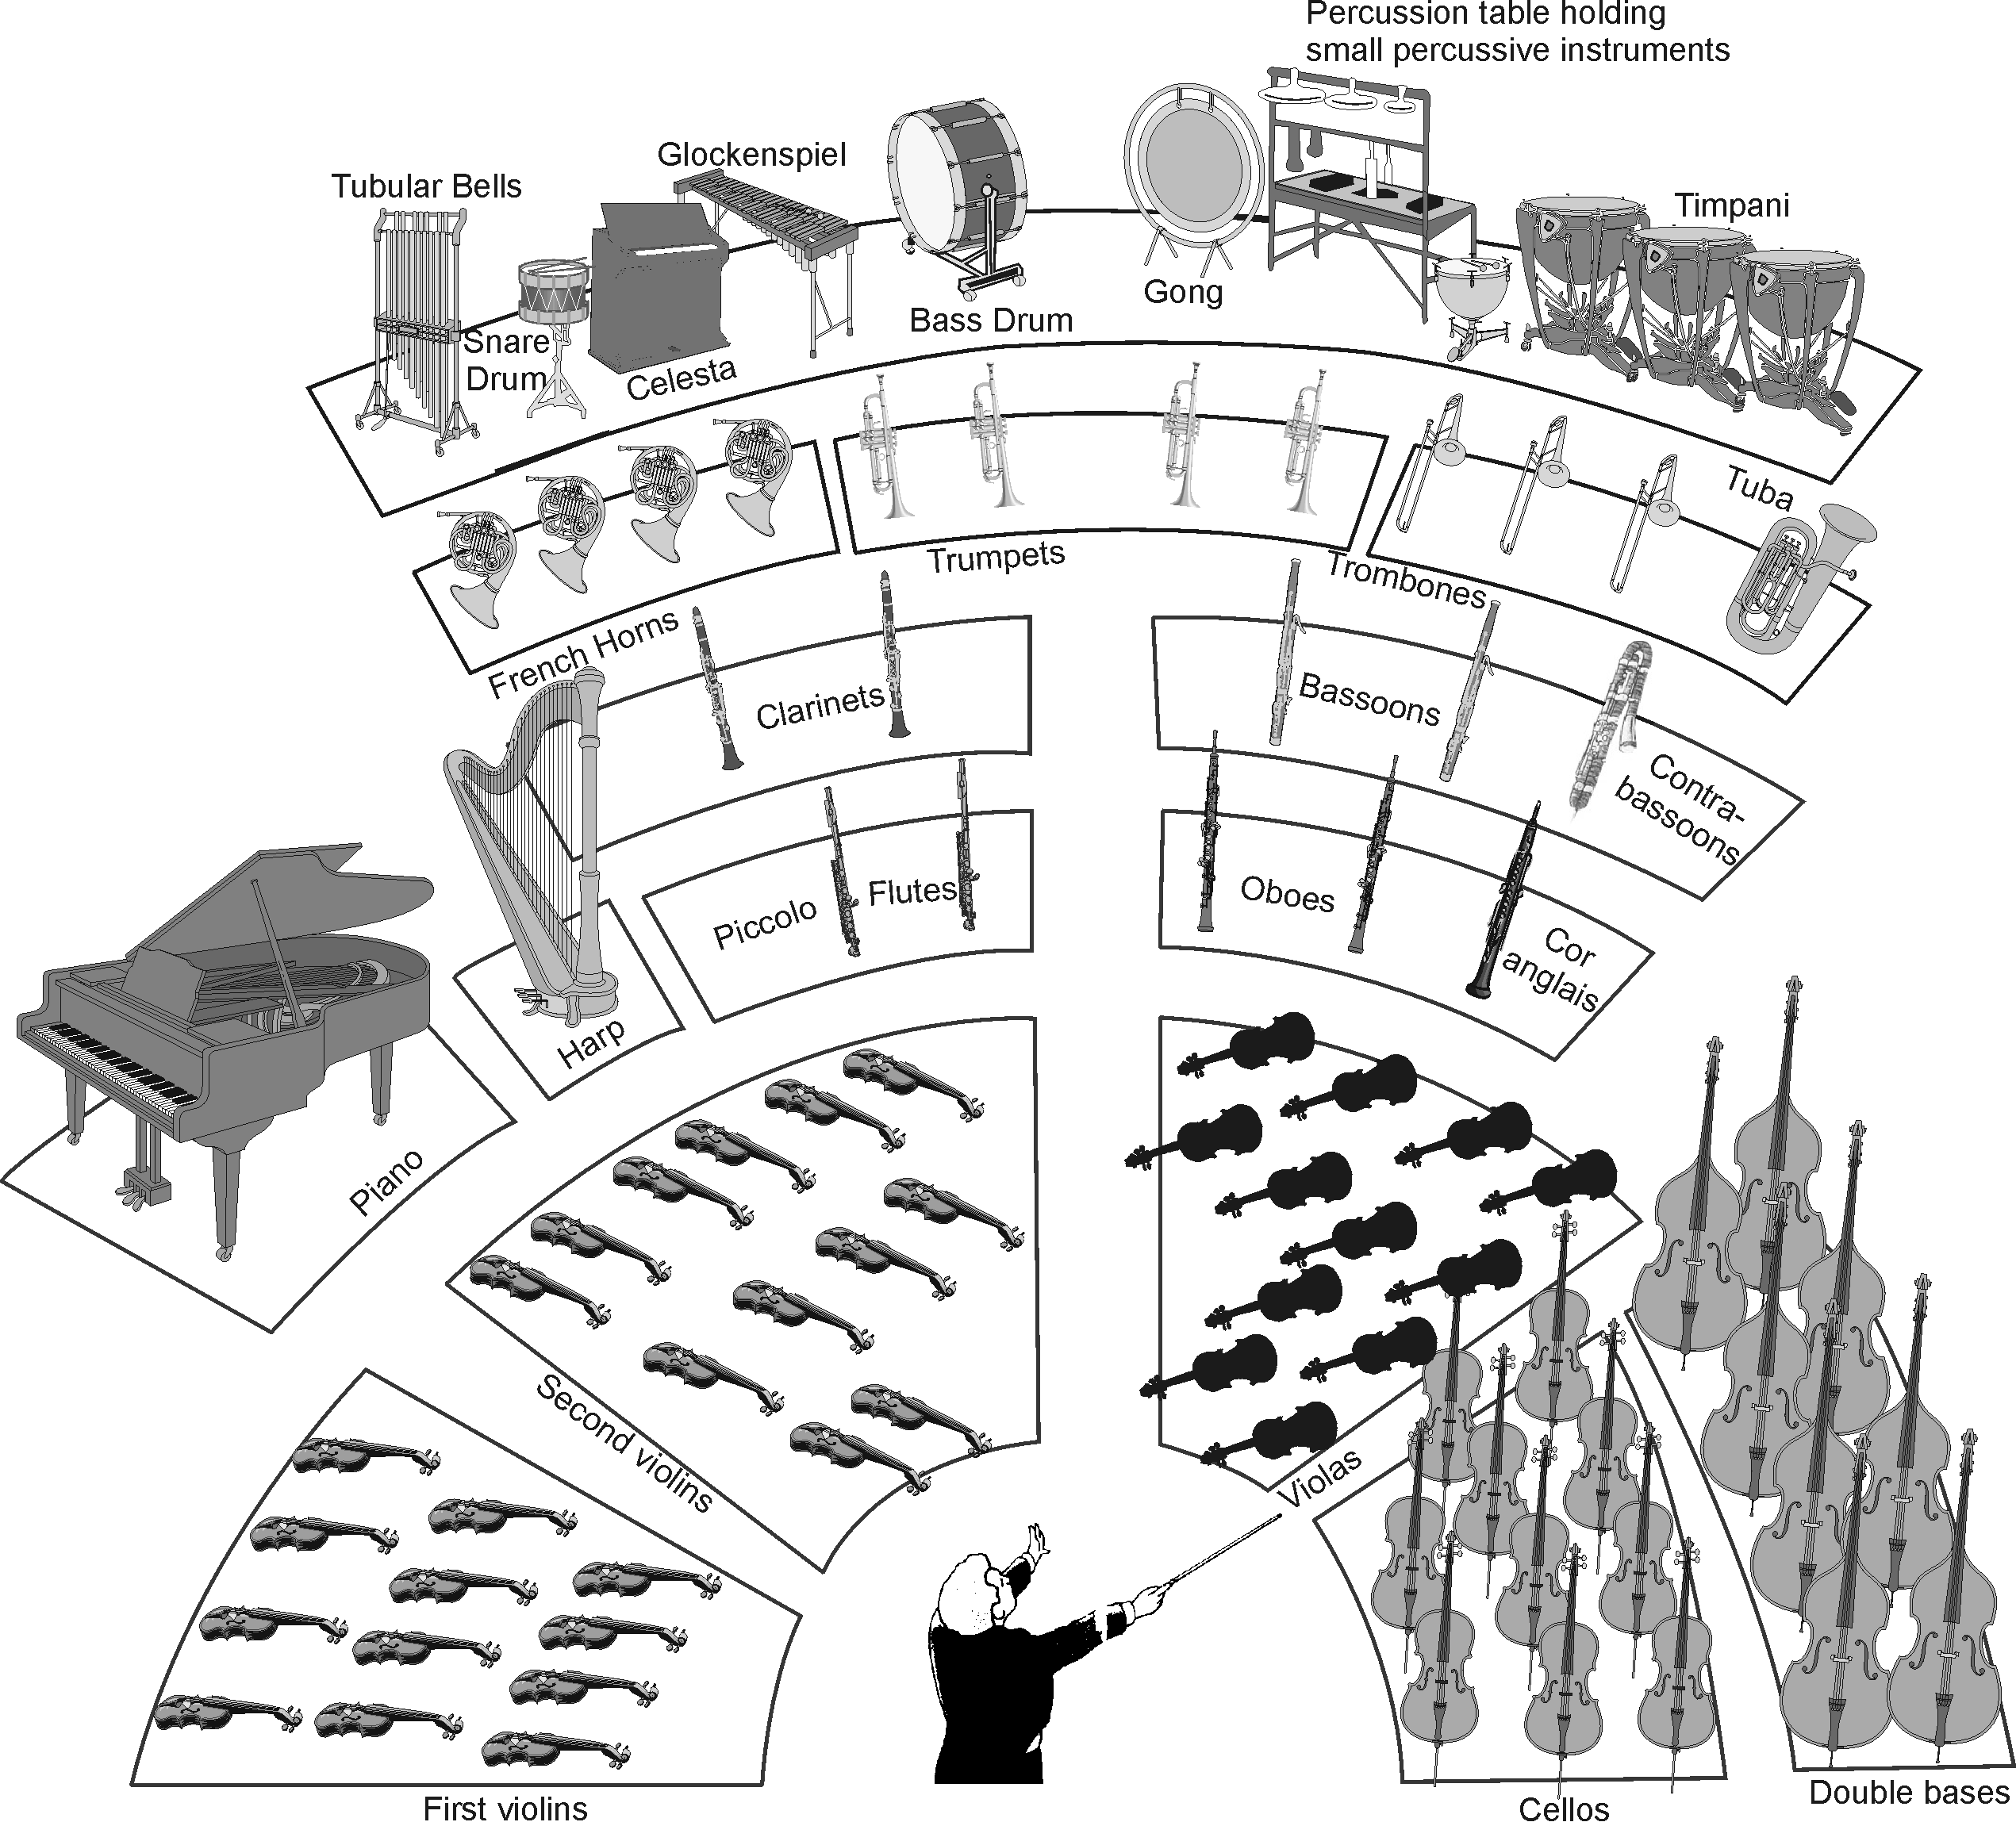 Percussion table holding
small percussive instruments
Glockenspiel
Tubular Bells
Timpani
Gong
Bass Drum
Snare
Drum
Celesta
Tuba
Trumpets
Trombones
French Horns
Clarinets
Bassoons
Contra-
bassoons
Piccolo
Flutes
Oboes
Cor
anglais
Harp
Piano
Second violins
Violas
First violins
Cellos
Double bases